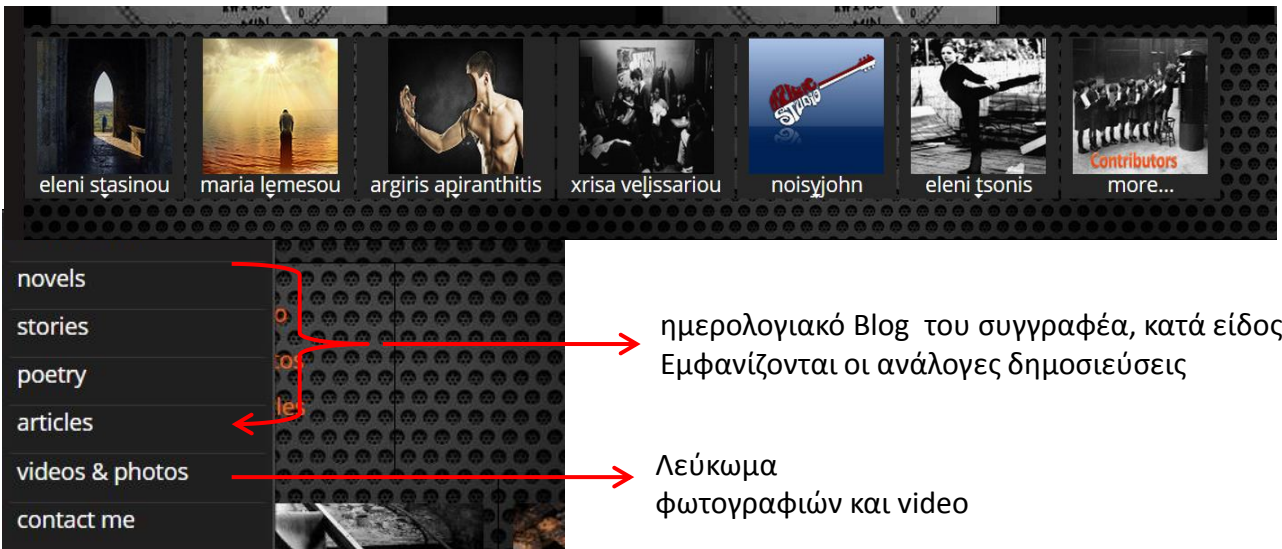 eleni stasinou maria lemesou argiris apiranthitis xrisa velissariou noisyjohn eleni tsonis Contributors more...
novels
stories
poetry
articles
videos & photos
contact me
ημερολογιακό Blog του συγγραφέα, κατά είδος
Εμφανίζονται οι ανάλογες δημοσιεύσεις
Λεύκωμα
φωτογραφιών και video